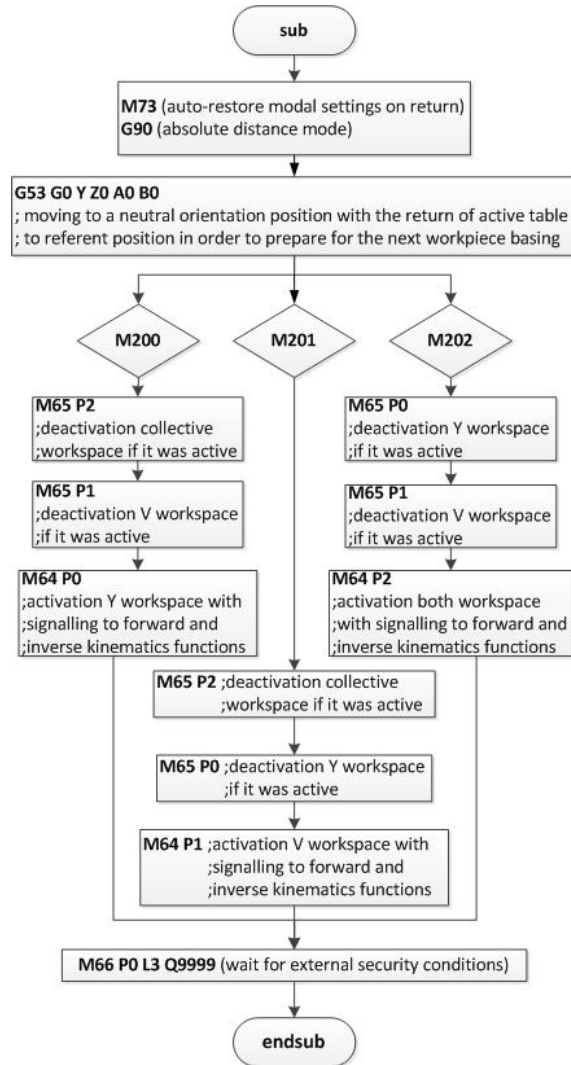 sub
M73 (auto-restore modal settings on return)
G90 (absolute distance mode)
G53 G0 Y Z0 A0 B0
; moving to a neutral orientation position with the return of active table
; to referent position in order to prepare for the next workpiece basing
M200
M201
M202
M65 P2
;deactivation collective
;workspace if it was active
M65 P1
;deactivation V workspace
;if it was active
M64 P0
;activation Y workspace with
;signalling to forward and
;inverse kinematics functions
M65 P0
;deactivation Y workspace
;if it was active
M65 P1
;deactivation V workspace
;if it was active
M64 P2
;activation both workspace
;with signalling to forward and
;inverse kinematics functions
M65 P2 ;deactivation collective
;workspace if it was active
M65 P0 ;deactivation Y workspace
;if it was active
M64 P1 ;activation V workspace with
;signalling to forward and
;inverse kinematics functions
M66 P0 L3 Q9999 (wait for external security conditions)
endsub